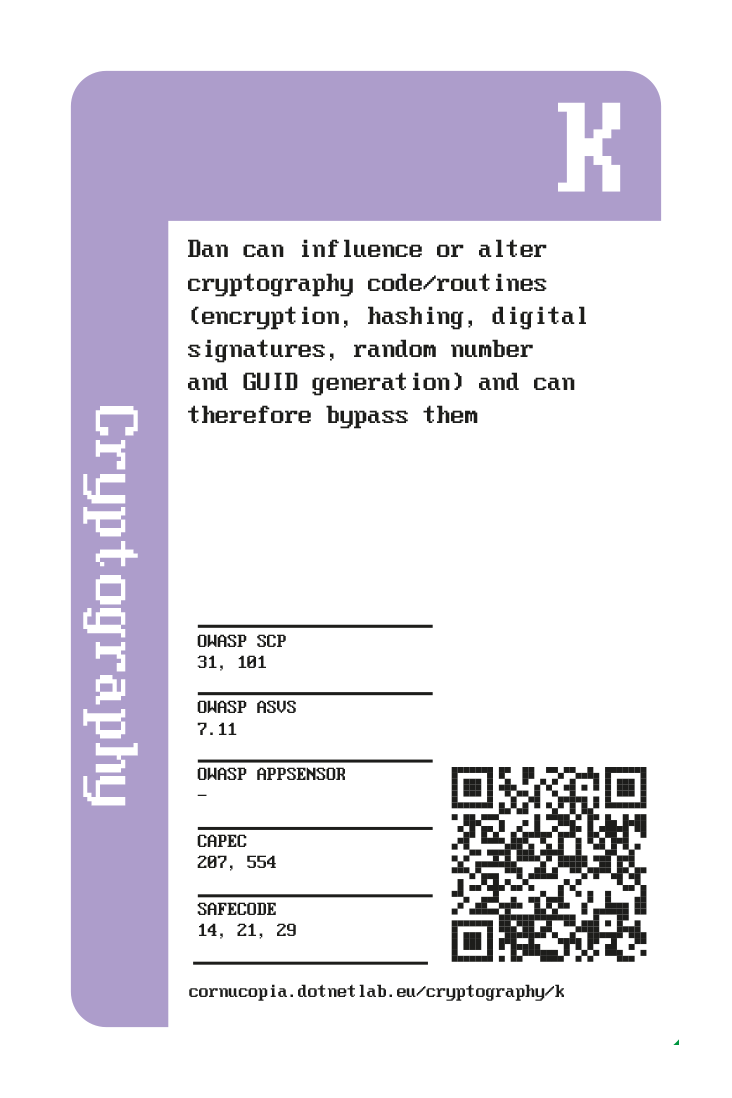 K
Dan can influence or alter
cryptography code/routines
(encryption, hashing, digital
signatures, random number
and GUID generation) and can
therefore bypass them
Cryptography
OWASP SCP
31, 101
OWASP ASVS
7.11
OWASP APPSENSOR
–
CAPEC
207, 554
SAFECODE
14, 21, 29
cornucopia.dotnetlab.eu/cryptography/k